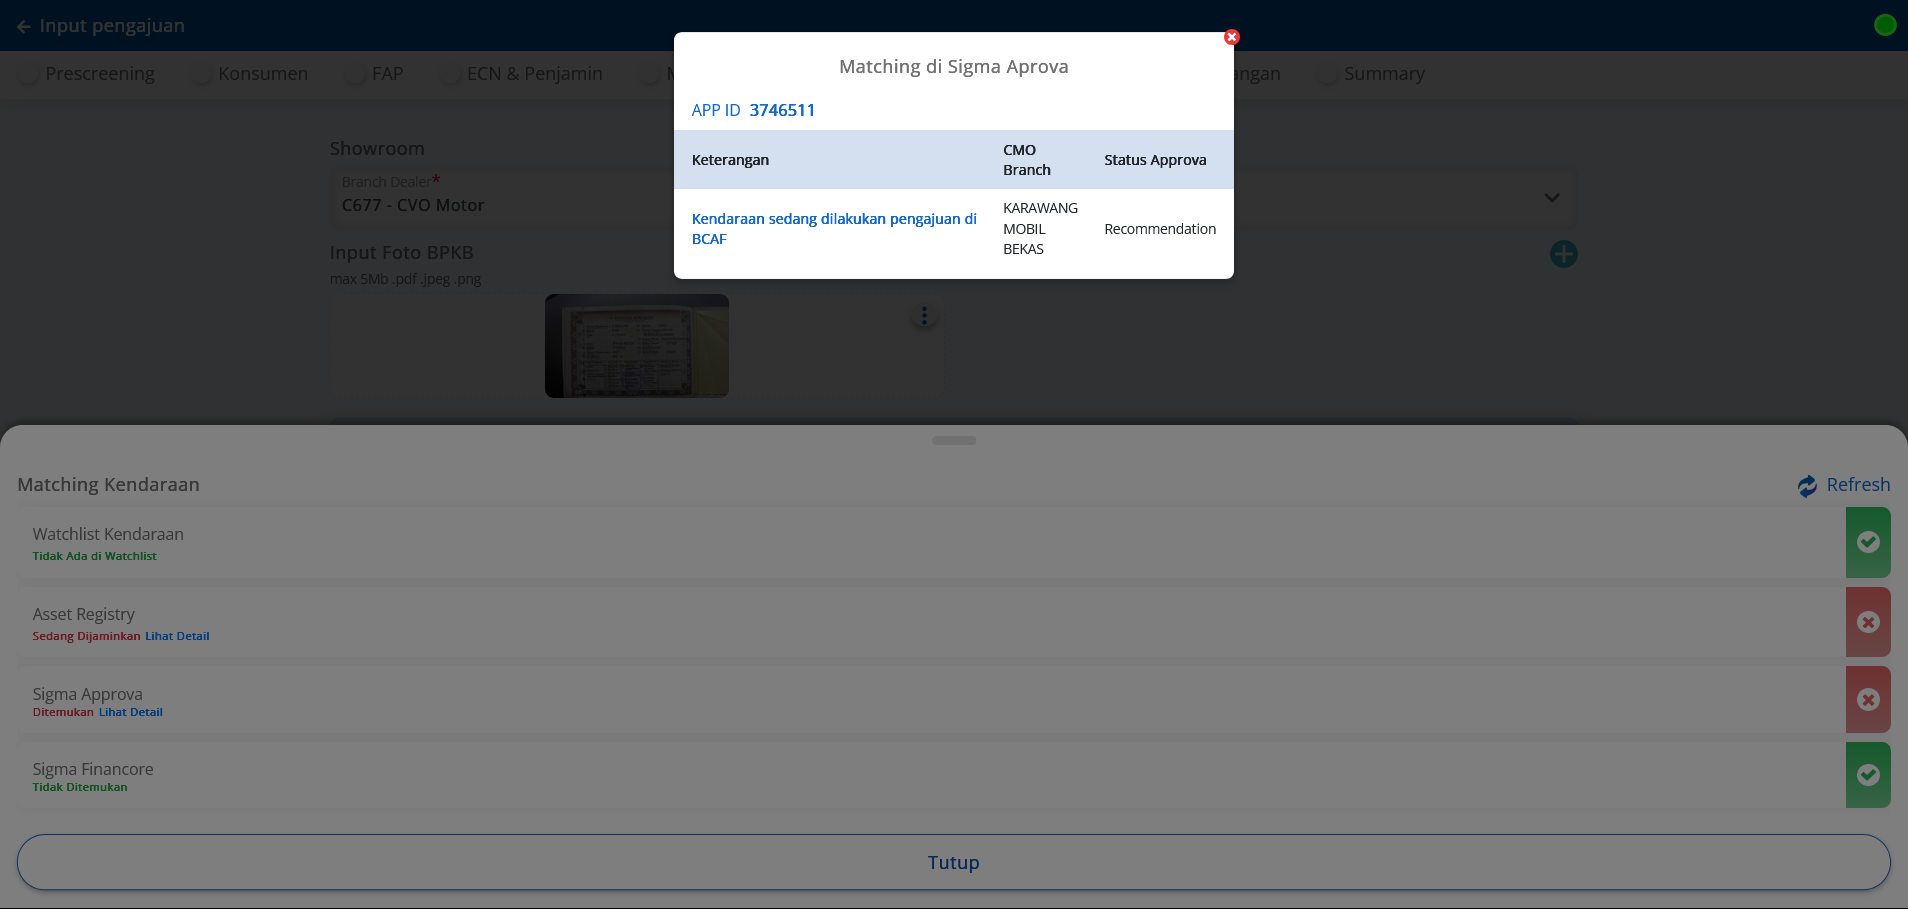 Input pengajuan
Prescreening
Konsumen
FAP
ECN & Penjamin
Summary
Matching di Sigma Aprova
APP ID 3746511
Keterangan
CMO
Branch
Status Approva
Kendaraan sedang dilakukan pengajuan di
BCAF
KARAWANG
MOBIL
BEKAS
Recommendation
Showroom
Branch Dealer*
C677 - CVO Motor
Input Foto BPKB
max 5Mb .pdf .jpeg .png
Matching Kendaraan
Refresh
Watchlist Kendaraan
Tidak Ada di Watchlist
Asset Registry
Sedang Dijaminkan Lihat Detail
Sigma Approva
Ditemukan Lihat Detail
Sigma Financore
Tidak Ditemukan
Tutup